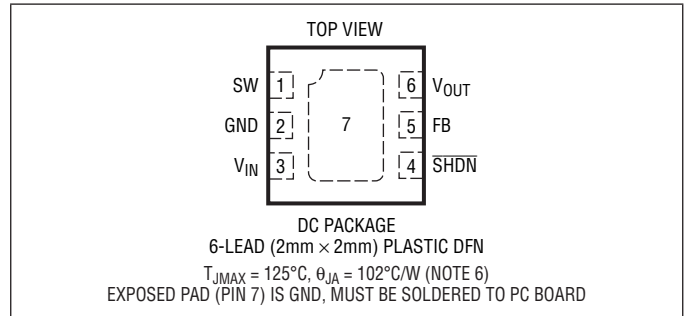 TOP VIEW
SW 1 6 VOUT
GND 2 7 5 FB
VIN 3 4 SHDN
DC PACKAGE
6-LEAD (2mm × 2mm) PLASTIC DFN
TJMAX = 125°C, θJA = 102°C/W (NOTE 6)
EXPOSED PAD (PIN 7) IS GND, MUST BE SOLDERED TO PC BOARD